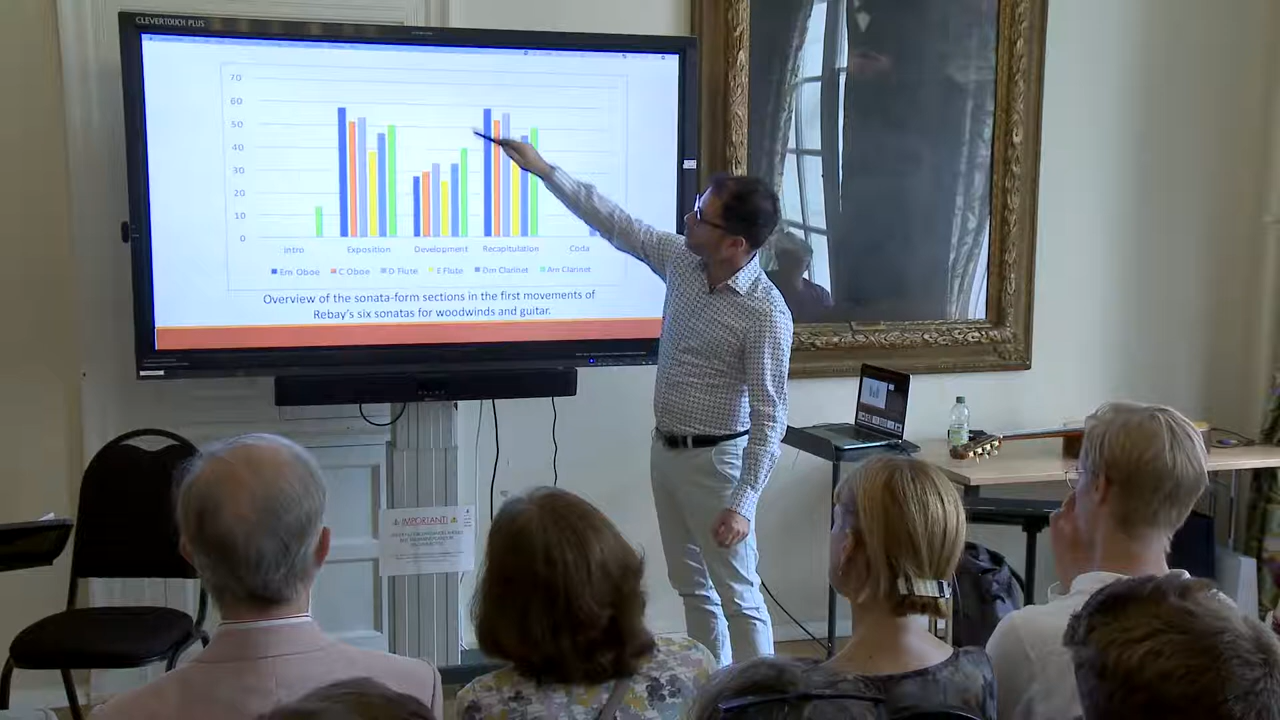 CLEVERTOUCH PLUS
70
60
50
40
30
20
10
0
Intro Exposition Development Recapitulation Coda
Em Oboe C Oboe D Flute E Flute Dm Clarinet Am Clarinet
Overview of the sonata-form sections in the first movements of
Rebay's six sonatas for woodwinds and guitar.
IMPORTANT!